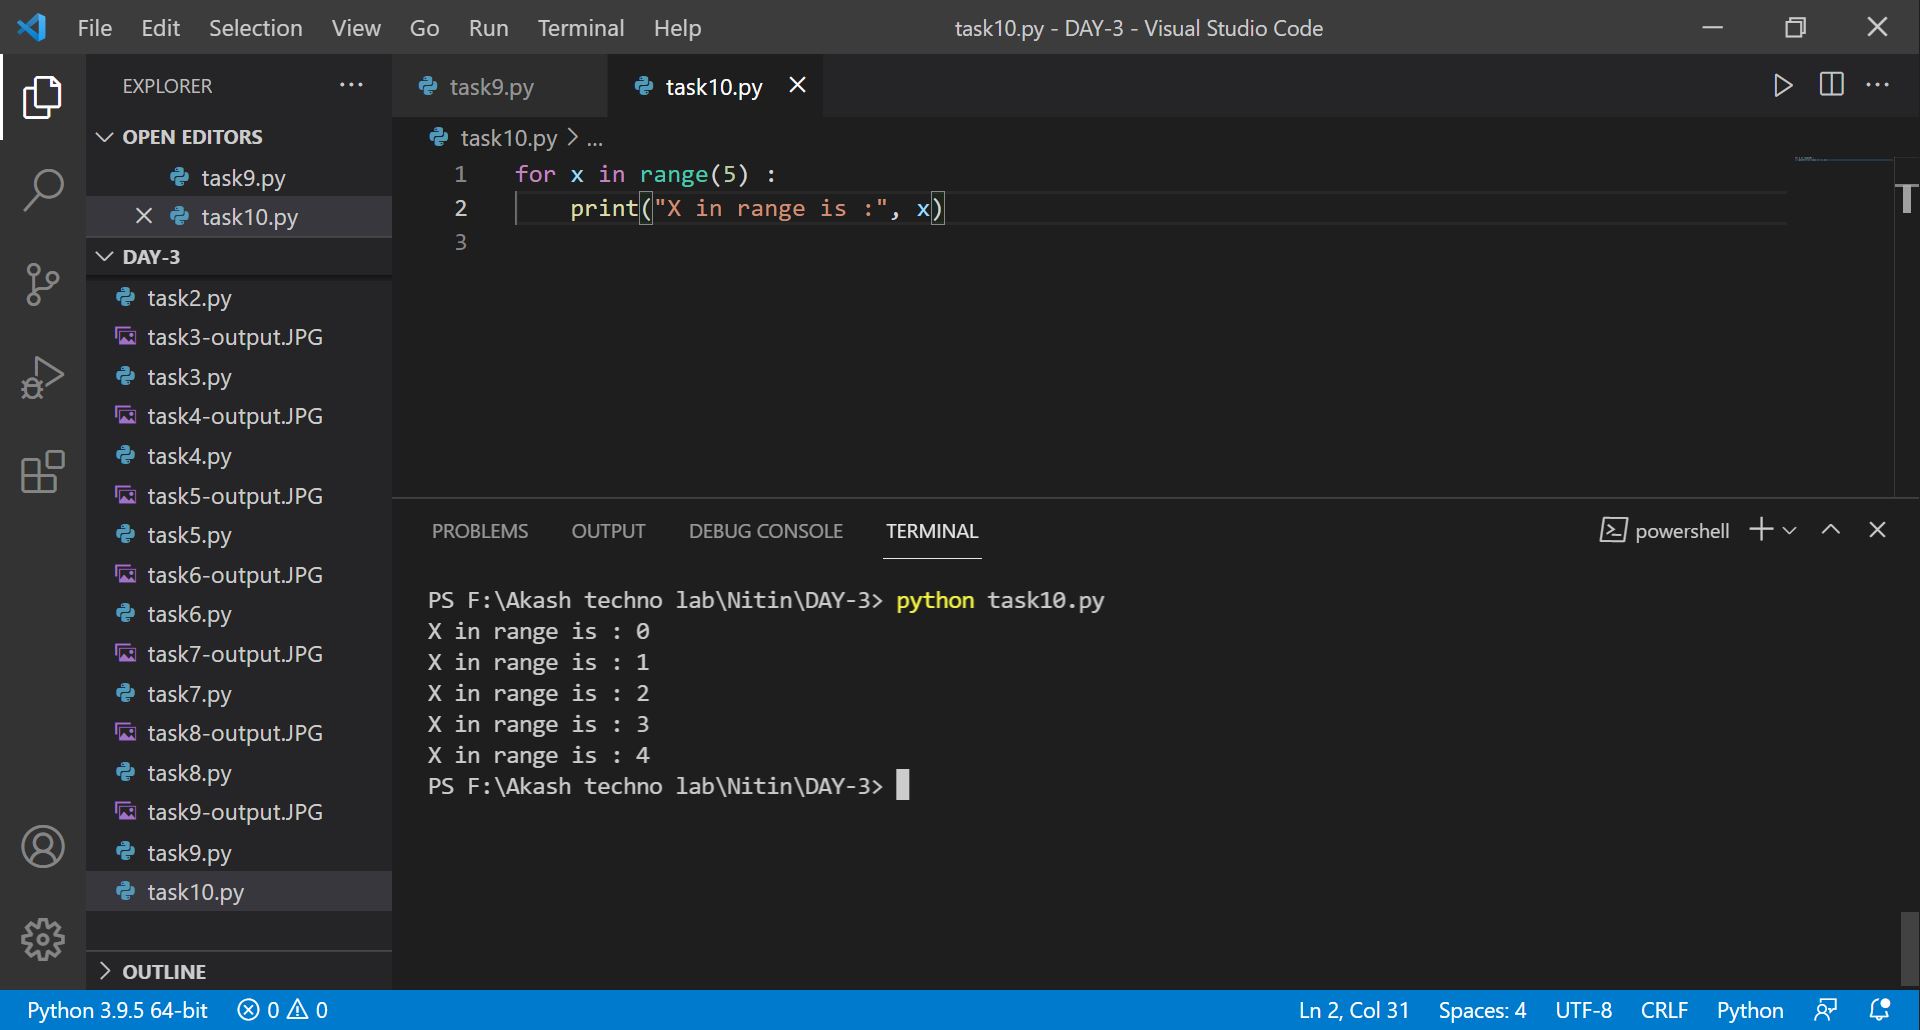 File Edit Selection View Go Run Terminal Help
task10.py - DAY-3 - Visual Studio Code
EXPLORER
OPEN EDITORS
task9.py
task10.py
DAY-3
task2.py
task3-output.JPG
task3.py
task4-output.JPG
task4.py
task5-output.JPG
task5.py
task6-output.JPG
task6.py
task7-output.JPG
task7.py
task8-output.JPG
task8.py
task9-output.JPG
task9.py
task10.py
OUTLINE
task9.py
task10.py
task10.py > ...
1 for x in range(5) :
2 print("X in range is :", x)
3
PROBLEMS OUTPUT DEBUG CONSOLE TERMINAL
powershell
PS F:\Akash techno lab\Nitin\DAY-3> python task10.py
X in range is : 0
X in range is : 1
X in range is : 2
X in range is : 3
X in range is : 4
PS F:\Akash techno lab\Nitin\DAY-3>
Python 3.9.5 64-bit 0 0
Ln 2, Col 31 Spaces: 4 UTF-8 CRLF Python